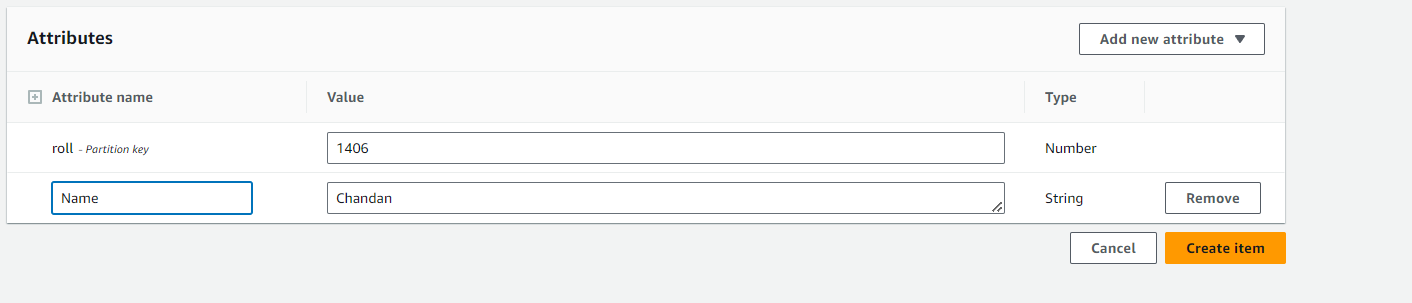 Attributes
Add new attribute
Attribute name Value Type
roll - Partition key 1406 Number
Name Chandan String Remove
Cancel Create item